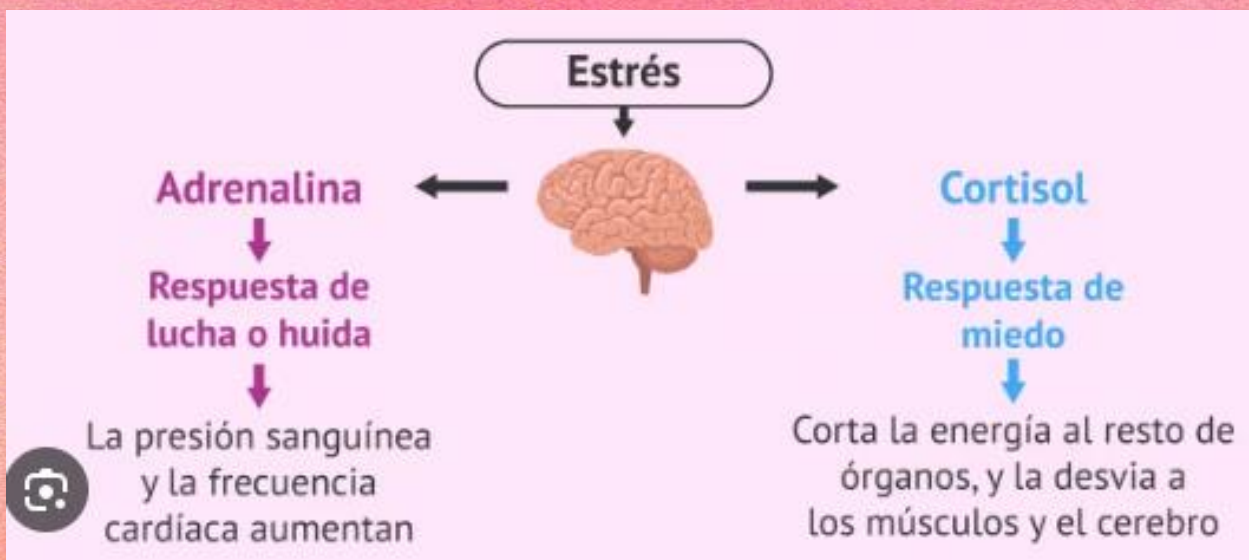 Estrés
Adrenalina
Respuesta de
lucha o huida
La presión sanguínea
y la frecuencia
cardíaca aumentan
Cortisol
Respuesta de
miedo
Corta la energía al resto de
órganos, y la desvia a
los músculos y el cerebro